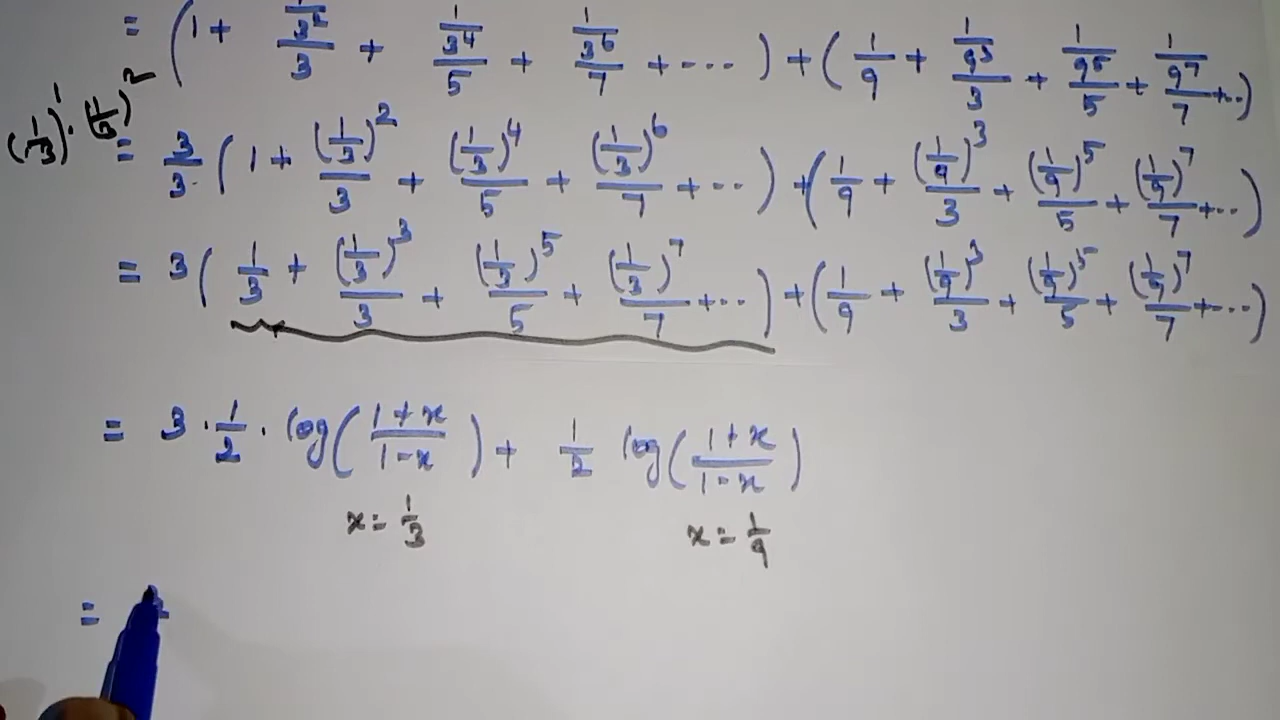 = (1 + 1/3²/3 + 1/3⁴/5 + 1/3⁶/7 + ⋯) + (1/9 + 1/9³/3 + 1/9⁵/5 + 1/9⁷/7 + ..)
(1/3)¹ · (1/3)²
= 3/3 (1 + (1/3)²/3 + (1/3)⁴/5 + (1/3)⁶/7 + ⋯) + (1/9 + (1/9)³/3 + (1/9)⁵/5 + (1/9)⁷/7 + ..)
= 3 (1/3 + (1/3)³/3 + (1/3)⁵/5 + (1/3)⁷/7 + ⋯) + (1/9 + (1/9)³/3 + (1/9)⁵/5 + (1/9)⁷/7 + ⋯)
= 3 · 1/2 · log((1+x)/(1-x)) + 1/2 log((1+x)/(1-x))
x = 1/3 x = 1/9
=